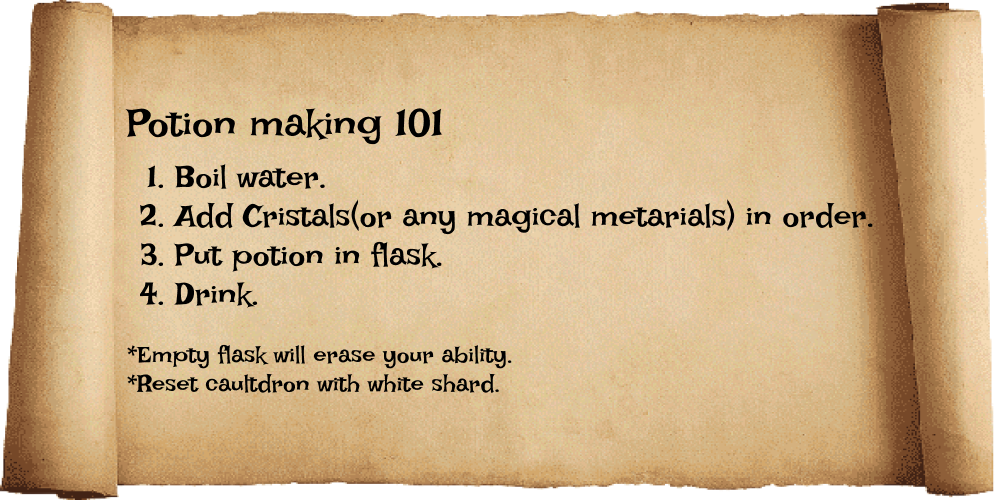 Potion making 101
1. Boil water.
2. Add Cristals(or any magical metarials) in order.
3. Put potion in flask.
4. Drink.
*Empty flask will erase your ability.
*Reset caultdron with white shard.